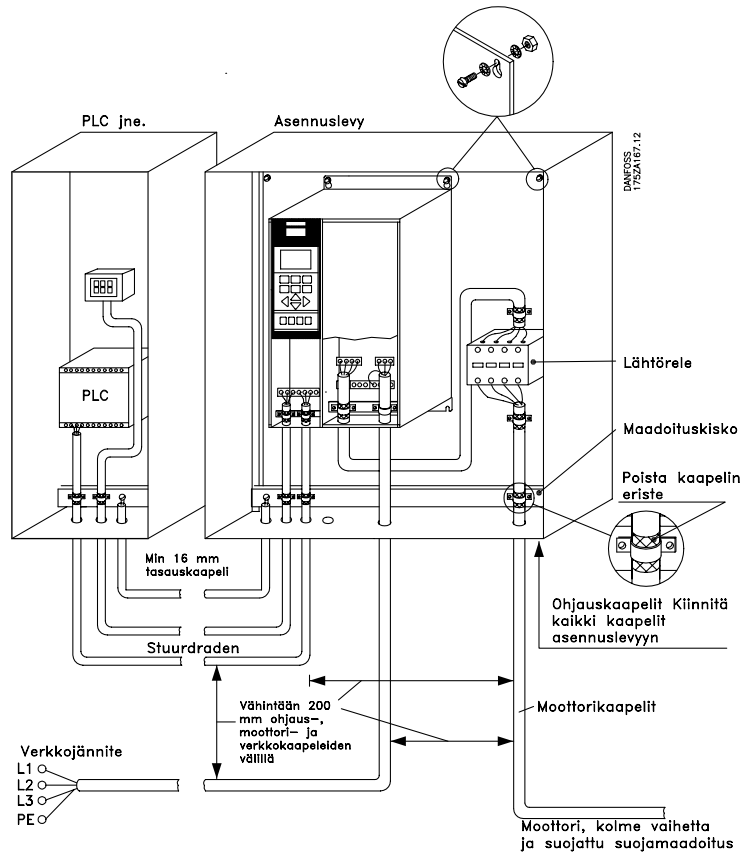 PLC jne.
Asennuslevy
DANFOSS
175ZA167.12
PLC
Lähtörele
Maadoituskisko
Poista kaapelin
eriste
Min 16 mm
tasauskaapeli
Ohjauskaapelit Kiinnitä
kaikki kaapelit
asennuslevyyn
Stuurdraden
Vähintään 200
mm ohjaus-,
moottori- ja
verkkokaapeleiden
välillä
Moottorikaapelit
Verkkojännite
L1
L2
L3
PE
Moottori, kolme vaihetta
ja suojattu suojamaadoitus